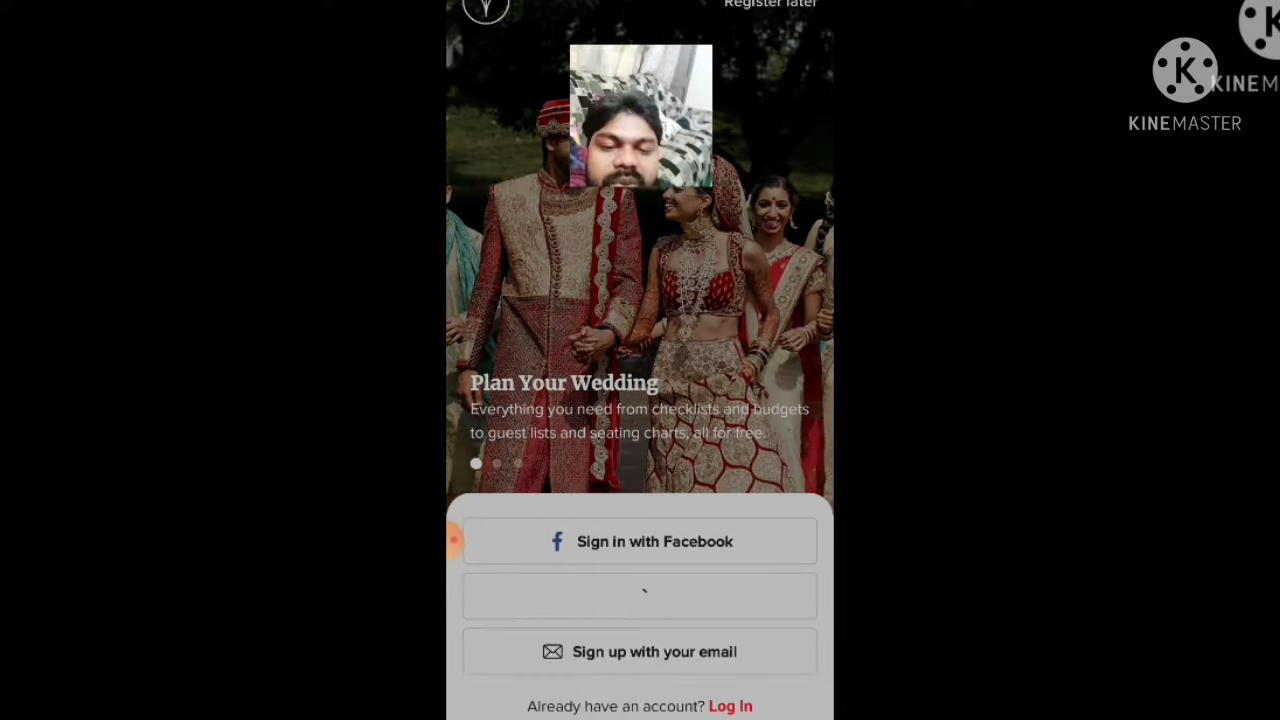 Register later
KINEM
KINEMASTER
Plan Your Wedding
Everything you need from checklists and budgets
to guest lists and seating charts, all for free.
Sign in with Facebook
Sign up with your email
Already have an account? Log In